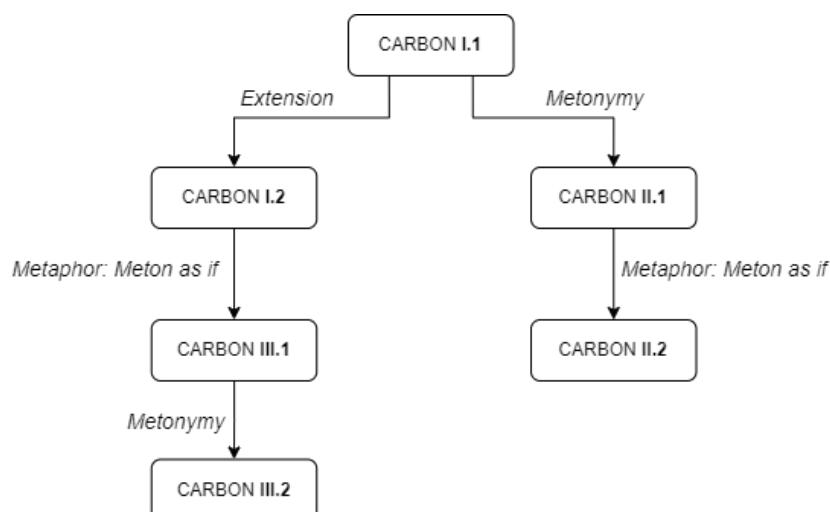 CARBON I.1
Extension
Metonymy
CARBON I.2
CARBON II.1
Metaphor: Meton as if
Metaphor: Meton as if
CARBON III.1
CARBON II.2
Metonymy
CARBON III.2